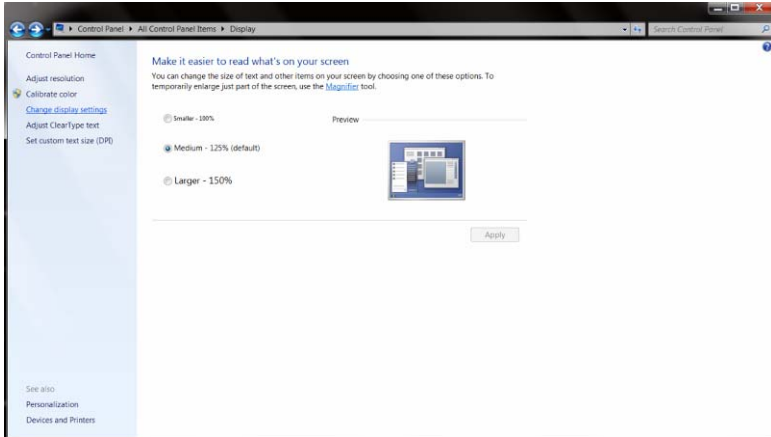 Control Panel ▸ All Control Panel Items ▸ Display
Search Control Panel
Control Panel Home
Adjust resolution
Calibrate color
Change display settings
Adjust ClearType text
Set custom text size (DPI)
Make it easier to read what's on your screen
You can change the size of text and other items on your screen by choosing one of these options. To
temporarily enlarge just part of the screen, use the Magnifier tool.
Smaller - 100%
Preview
Medium - 125% (default)
Larger - 150%
Apply
See also
Personalization
Devices and Printers